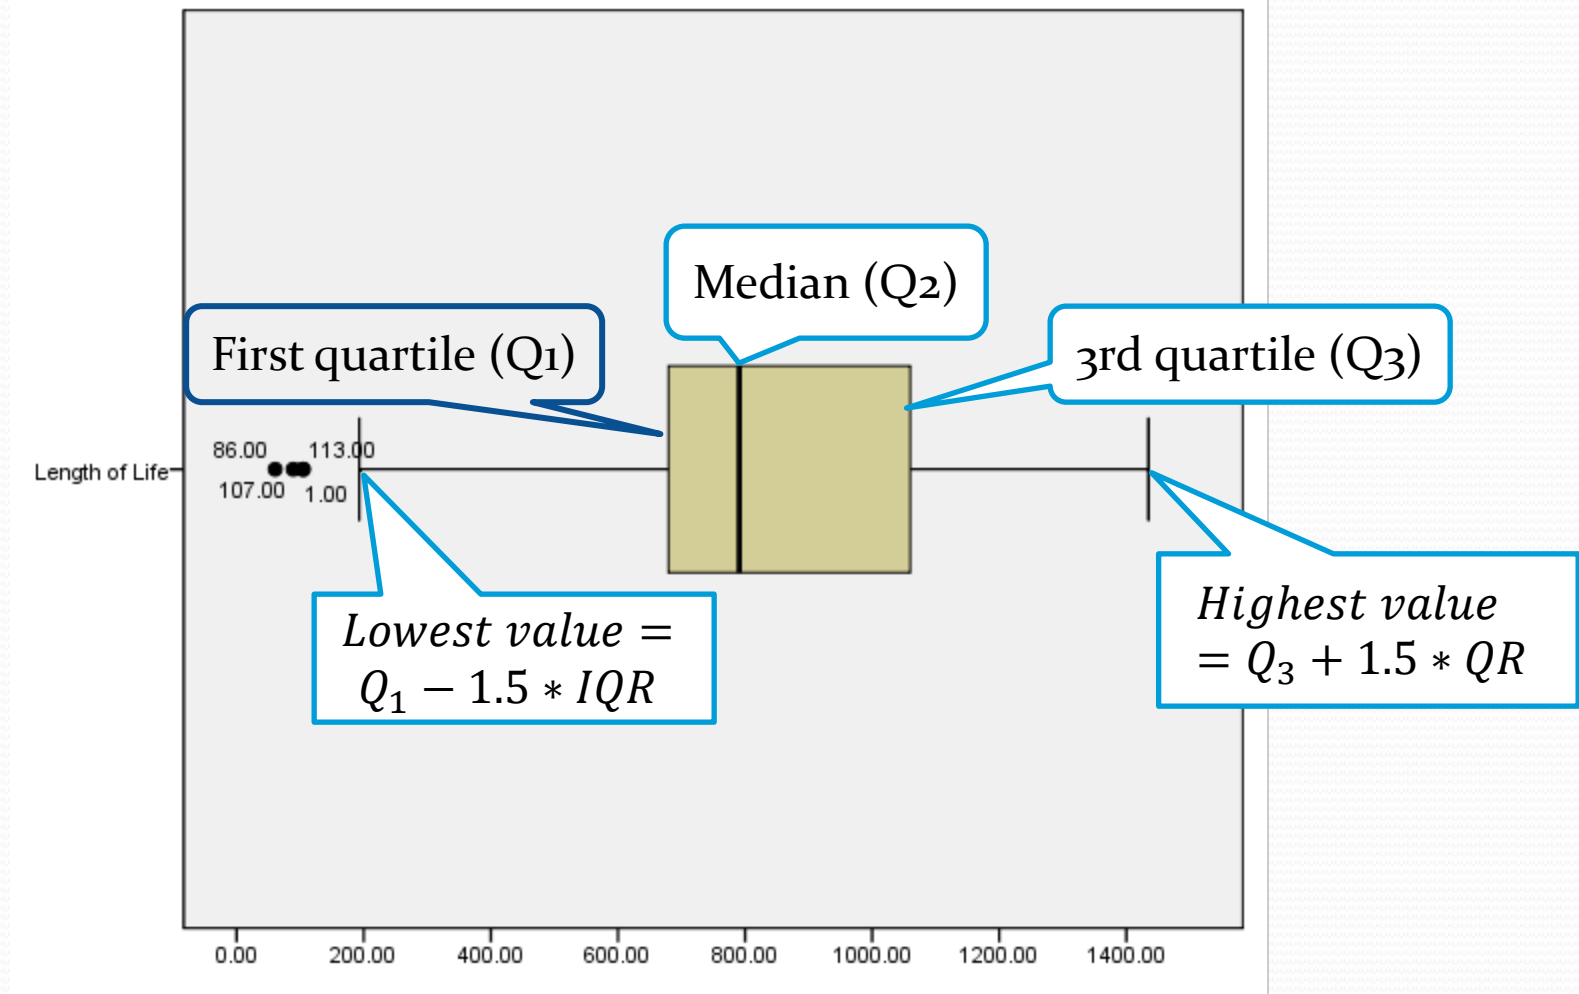 Median (Q2)
First quartile (Q1)
3rd quartile (Q3)
86.00
113.00
Length of Life
107.00
1.00
Lowest value =
Q₁ − 1.5 ∗ IQR
Highest value
= Q₃ + 1.5 ∗ QR
0.00
200.00
400.00
600.00
800.00
1000.00
1200.00
1400.00